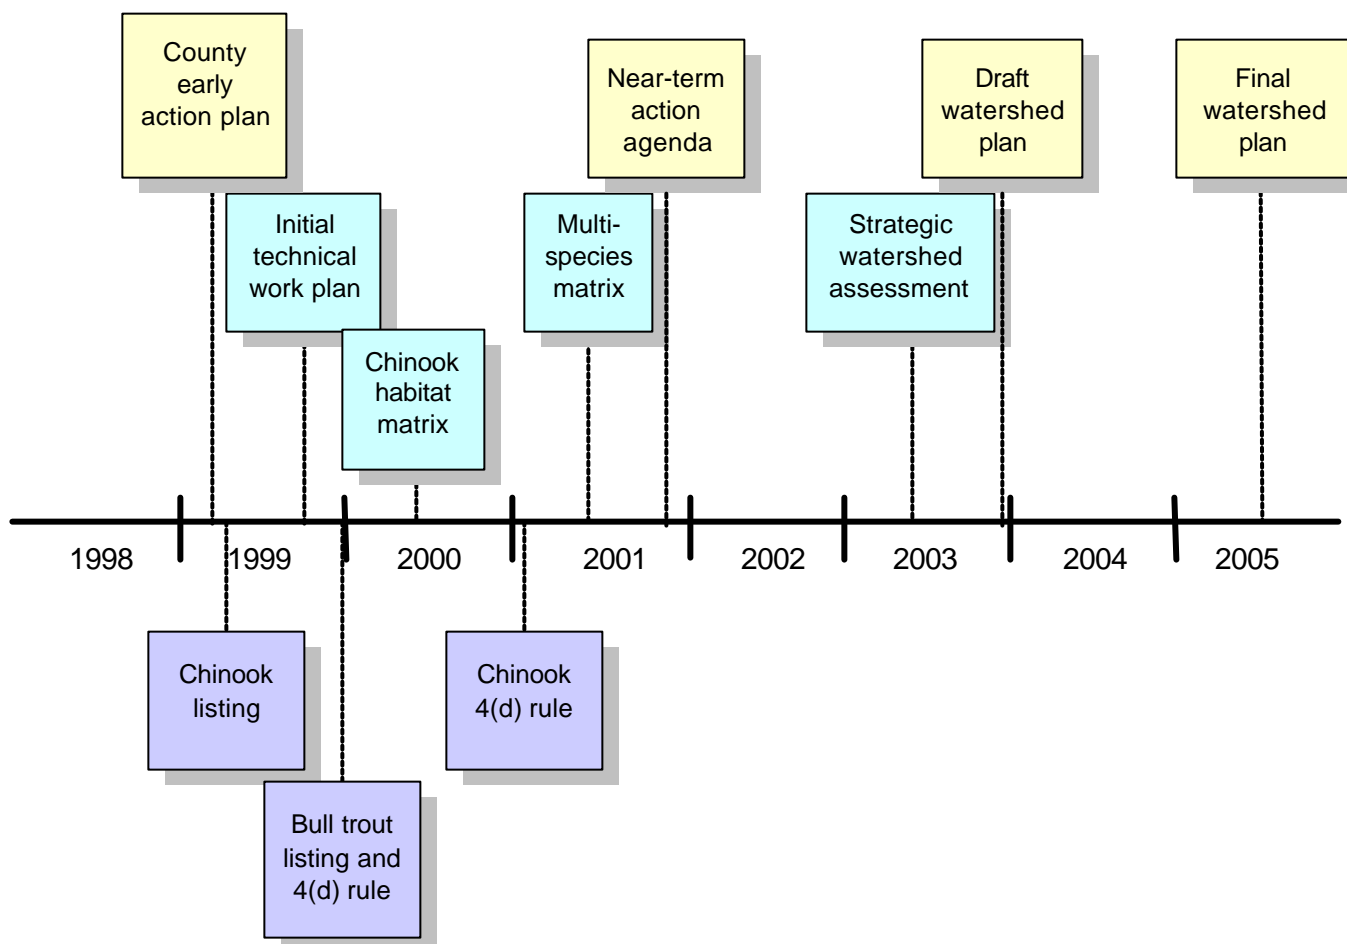 County
early
action plan
Near-term
action
agenda
Draft
watershed
plan
Final
watershed
plan
Initial
technical
work plan
Multi-
species
matrix
Strategic
watershed
assessment
Chinook
habitat
matrix
1998
1999
2000
2001
2002
2003
2004
2005
Chinook
listing
Chinook
4(d) rule
Bull trout
listing and
4(d) rule